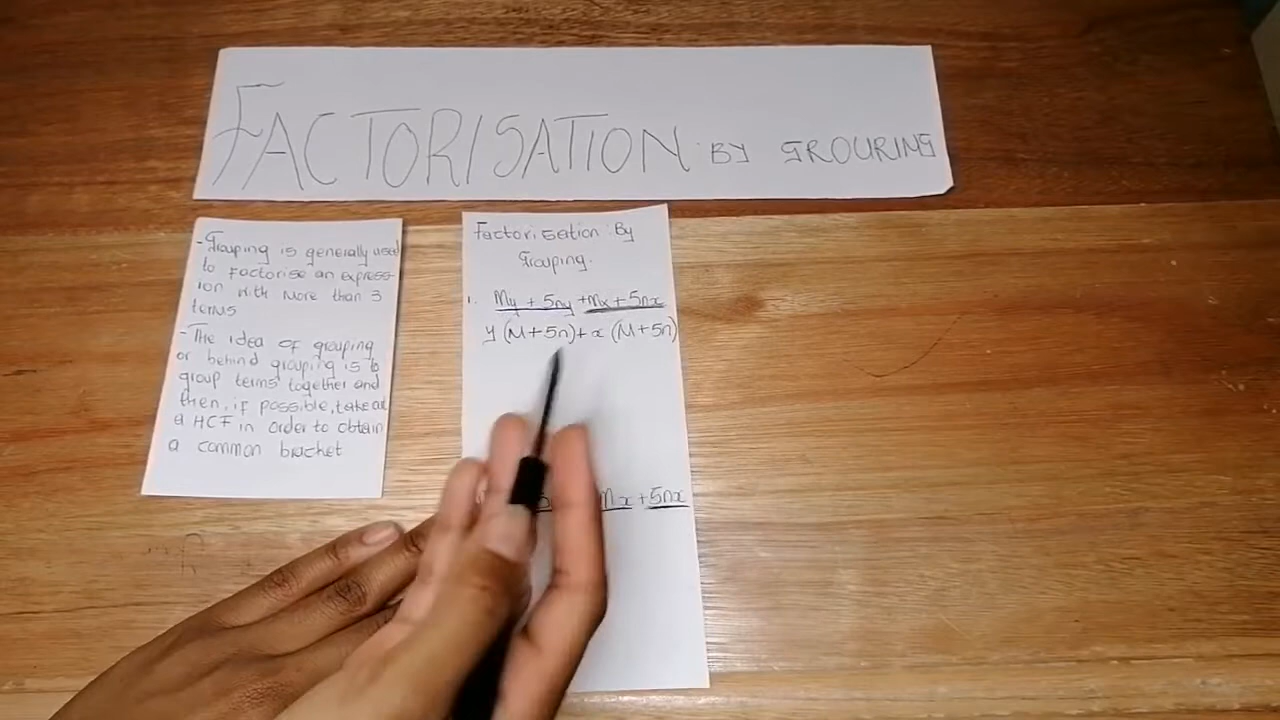 FACTORISATION BY GROURING
- Grouping is generally used
to Factorise an express-
ion with More than 3
terms
- The idea of grouping
or behind grouping is to
group terms together and
then, if possible, take out
a HCF in order to obtain
a common bracket
Factorisation By
Grouping.
1. My + 5ny + Mx + 5nx
y (M+5n) + x (M+5n)
Mx + 5nx